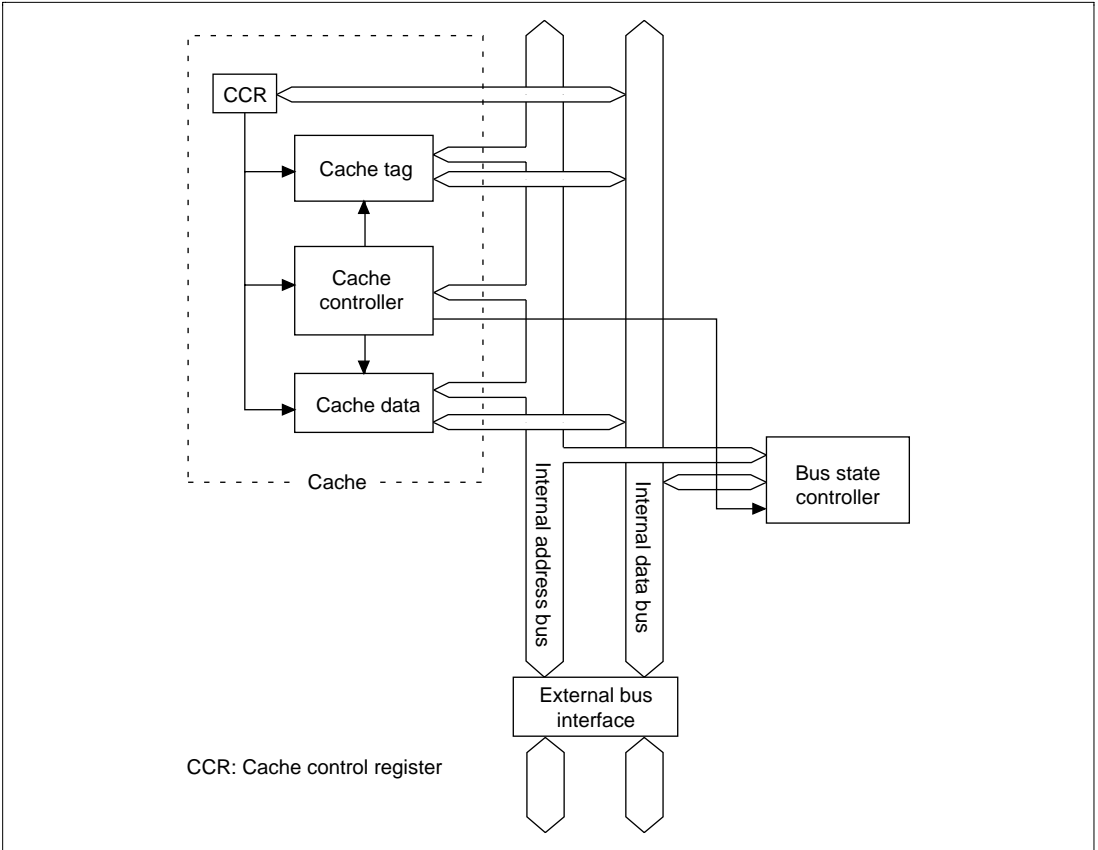 CCR
Cache tag
Cache
controller
Cache data
Cache
Internal address bus
Internal data bus
Bus state
controller
External bus
interface
CCR: Cache control register